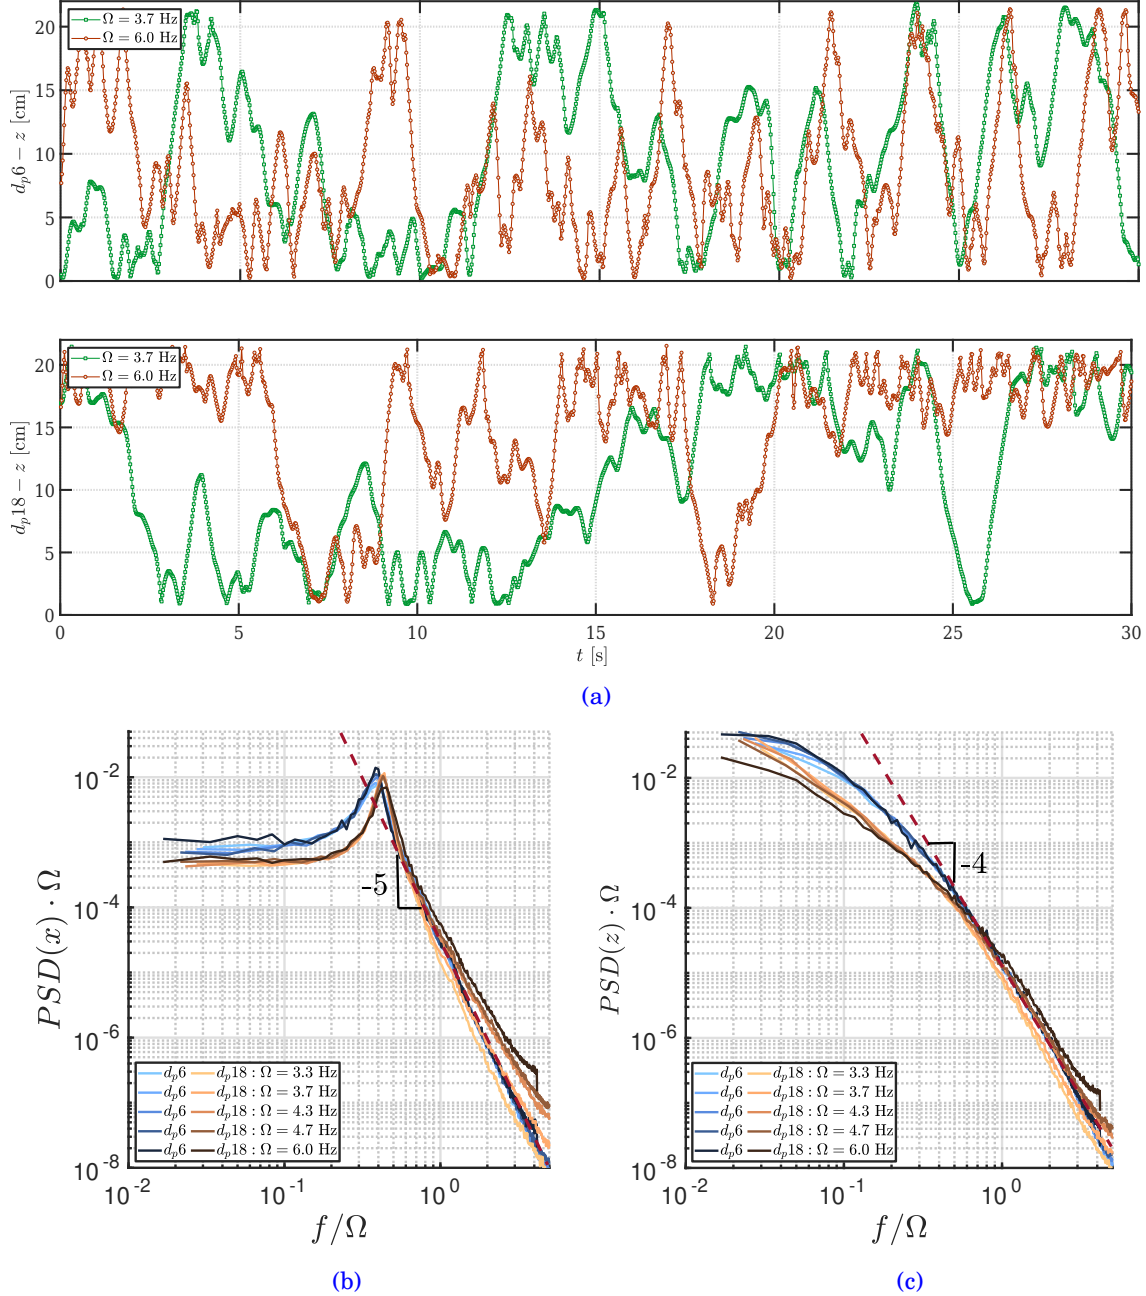 20
15
10
5
0
d_p6 − z [cm]
Ω = 3.7 Hz
Ω = 6.0 Hz
20
15
10
5
0
d_p18 − z [cm]
Ω = 3.7 Hz
Ω = 6.0 Hz
0 5 10 15 20 25 30
t [s]
(a)
10^-2
10^-4
10^-6
10^-8
PSD(x) · Ω
-5
d_p6 d_p18 : Ω = 3.3 Hz
d_p6 d_p18 : Ω = 3.7 Hz
d_p6 d_p18 : Ω = 4.3 Hz
d_p6 d_p18 : Ω = 4.7 Hz
d_p6 d_p18 : Ω = 6.0 Hz
10^-2 10^-1 10^0
f/Ω
(b)
10^-2
10^-4
10^-6
10^-8
PSD(z) · Ω
-4
d_p6 d_p18 : Ω = 3.3 Hz
d_p6 d_p18 : Ω = 3.7 Hz
d_p6 d_p18 : Ω = 4.3 Hz
d_p6 d_p18 : Ω = 4.7 Hz
d_p6 d_p18 : Ω = 6.0 Hz
10^-2 10^-1 10^0
f/Ω
(c)